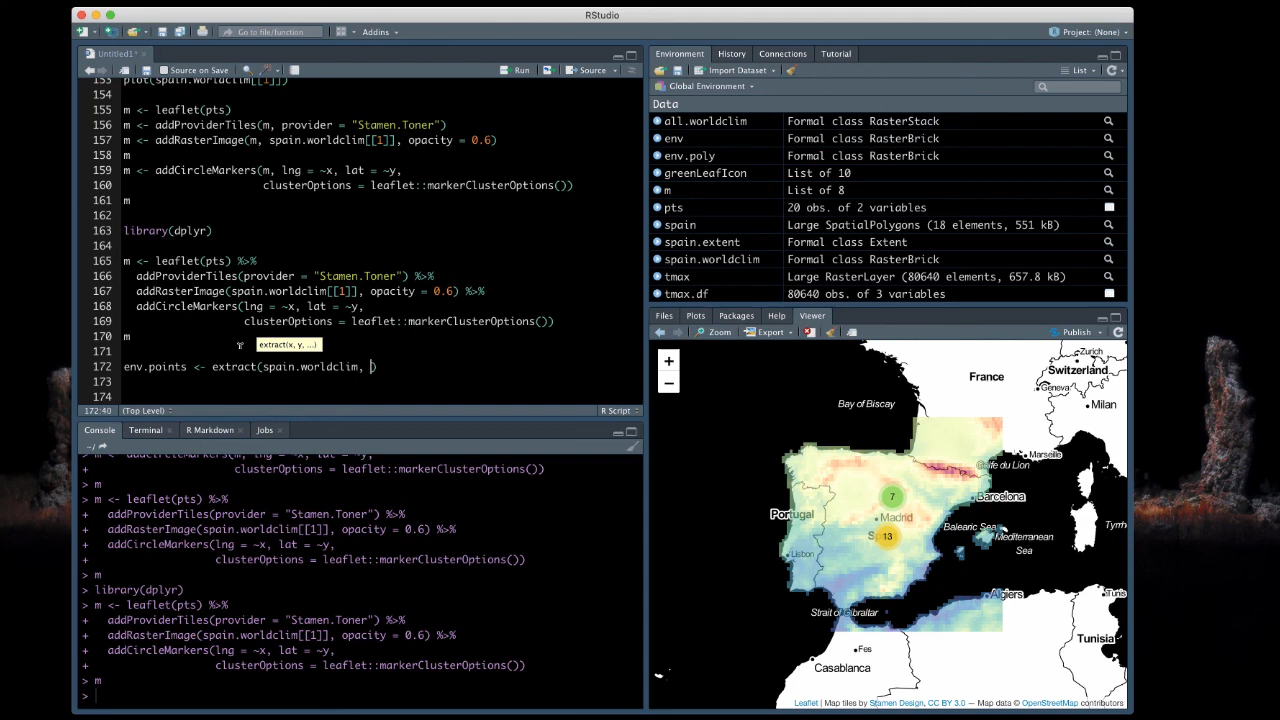 RStudio
Go to file/function
Addins
Project: (None)
Untitled1*
Source on Save
Run
Source
153 plot(spain.worldclim[[1]])
154
155 m <- leaflet(pts)
156 m <- addProviderTiles(m, provider = "Stamen.Toner")
157 m <- addRasterImage(m, spain.worldclim[[1]], opacity = 0.6)
158 m
159 m <- addCircleMarkers(m, lng = ~x, lat = ~y,
160 clusterOptions = leaflet::markerClusterOptions())
161 m
162
163 library(dplyr)
164
165 m <- leaflet(pts) %>%
166 addProviderTiles(provider = "Stamen.Toner") %>%
167 addRasterImage(spain.worldclim[[1]], opacity = 0.6) %>%
168 addCircleMarkers(lng = ~x, lat = ~y,
169 clusterOptions = leaflet::markerClusterOptions())
170 m
171
extract(x, y, ...)
172 env.points <- extract(spain.worldclim, )
173
174
172:40 (Top Level) R Script
Console Terminal R Markdown Jobs
~/
> m <- addCircleMarkers(m, lng = ~x, lat = ~y,
+ clusterOptions = leaflet::markerClusterOptions())
> m
> m <- leaflet(pts) %>%
+ addProviderTiles(provider = "Stamen.Toner") %>%
+ addRasterImage(spain.worldclim[[1]], opacity = 0.6) %>%
+ addCircleMarkers(lng = ~x, lat = ~y,
+ clusterOptions = leaflet::markerClusterOptions())
> m
> library(dplyr)
> m <- leaflet(pts) %>%
+ addProviderTiles(provider = "Stamen.Toner") %>%
+ addRasterImage(spain.worldclim[[1]], opacity = 0.6) %>%
+ addCircleMarkers(lng = ~x, lat = ~y,
+ clusterOptions = leaflet::markerClusterOptions())
> m
>
Environment History Connections Tutorial
Import Dataset List
Global Environment
Data
all.worldclim Formal class RasterStack
env Formal class RasterBrick
env.poly Formal class RasterBrick
greenLeafIcon List of 10
m List of 8
pts 20 obs. of 2 variables
spain Large SpatialPolygons (18 elements, 551 kB)
spain.extent Formal class Extent
spain.worldclim Formal class RasterBrick
tmax Large RasterLayer (80640 elements, 657.8 kB)
tmax.df 80640 obs. of 3 variables
Files Plots Packages Help Viewer
Zoom Export Publish
+
−
Zurich
Switzerland
France
Geneva
Milan
Bay of Biscay
Marseille
Golfe du Lion
7
Barcelona
Portugal
Madrid
Balearic Sea
13
Mediterranean
Sea
Lisbon
Algiers
Tunis
Strait of Gibraltar
Tunisia
Fes
Casablanca
Leaflet | Map tiles by Stamen Design, CC BY 3.0 — Map data © OpenStreetMap contributors